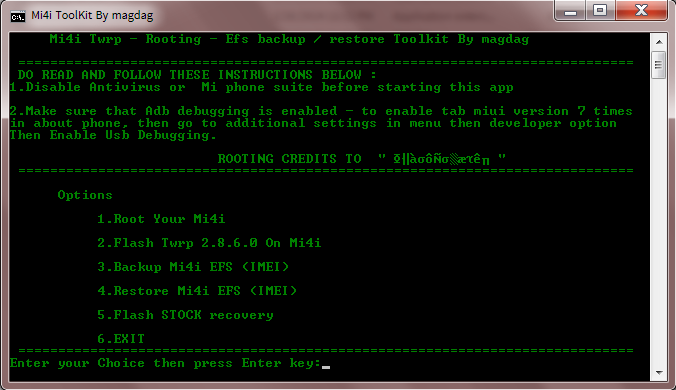 Mi4i ToolKit By magdag
Mi4i Twrp - Rooting - Efs backup / restore Toolkit By magdag
================================================================================
DO READ AND FOLLOW THESE INSTRUCTIONS BELOW :
1.Disable Antivirus or  Mi phone suite before starting this app
2.Make sure that Adb debugging is enabled - to enable tab miui version 7 times
in about phone, then go to additional settings in menu then developer option
Then Enable Usb Debugging.
ROOTING CREDITS TO  " "
================================================================================
Options
1.Root Your Mi4i
2.Flash Twrp 2.8.6.0 On Mi4i
3.Backup Mi4i EFS (IMEI)
4.Restore Mi4i EFS (IMEI)
5.Flash STOCK recovery
6.EXIT
================================================================================
Enter your Choice then press Enter key: